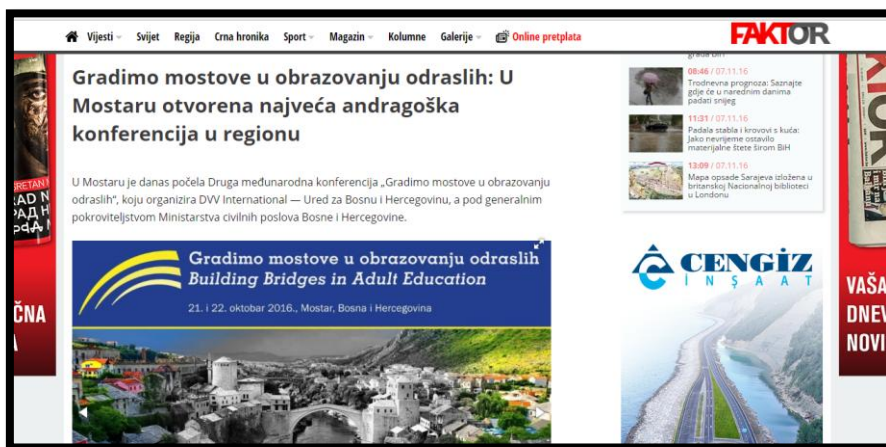 Vijesti Svijet Regija Crna hronika Sport Magazin Kolumne Galerije Online pretplata
FAKTOR
Gradimo mostove u obrazovanju odraslih: U
Mostaru otvorena najveća andragoška
konferencija u regionu
U Mostaru je danas počela Druga međunarodna konferencija „Gradimo mostove u obrazovanju
odraslih“, koju organizira DVV International — Ured za Bosnu i Hercegovinu, a pod generalnim
pokroviteljstvom Ministarstva civilnih poslova Bosne i Hercegovine.
Gradimo mostove u obrazovanju odraslih
Building Bridges in Adult Education
21. i 22. oktobar 2016., Mostar, Bosna i Hercegovina
građa BiH
08:46 / 07.11.16
Trodnevna prognoza: Saznajte
gdje će u narednim danima
padati snijeg
11:31 / 07.11.16
Padala stabla i krovovi s kuća:
Jako nevrijeme ostavilo
materijalne štete širom BiH
13:09 / 07.11.16
Mapa opsade Sarajeva izložena u
britanskoj Nacionalnoj biblioteci
u Londonu
CENGİZ
İNŞAAT
ČNA
VAŠA
DNEV
NOVI